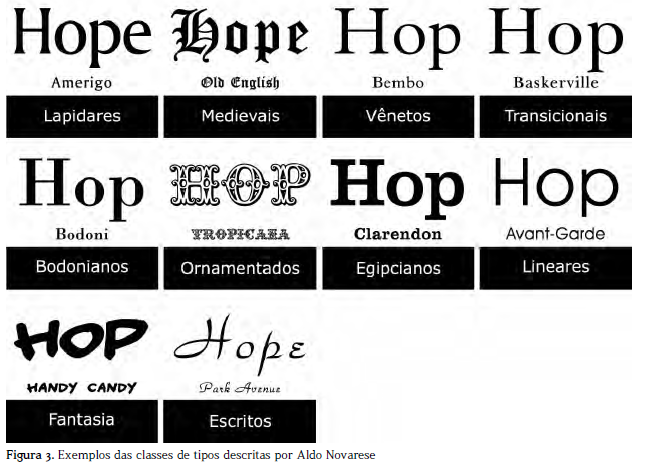 Hope Hope Hop Hop
Amerigo Old English Bembo Baskerville
Lapidares Medievais Vênetos Transicionais
Hop HOP Hop Hop
Bodoni TROPICAZA Clarendon Avant-Garde
Bodonianos Ornamentados Egipcianos Lineares
HOP Hope
HANDY CANDY Park Avenue
Fantasia Escritos
Figura 3. Exemplos das classes de tipos descritas por Aldo Novarese